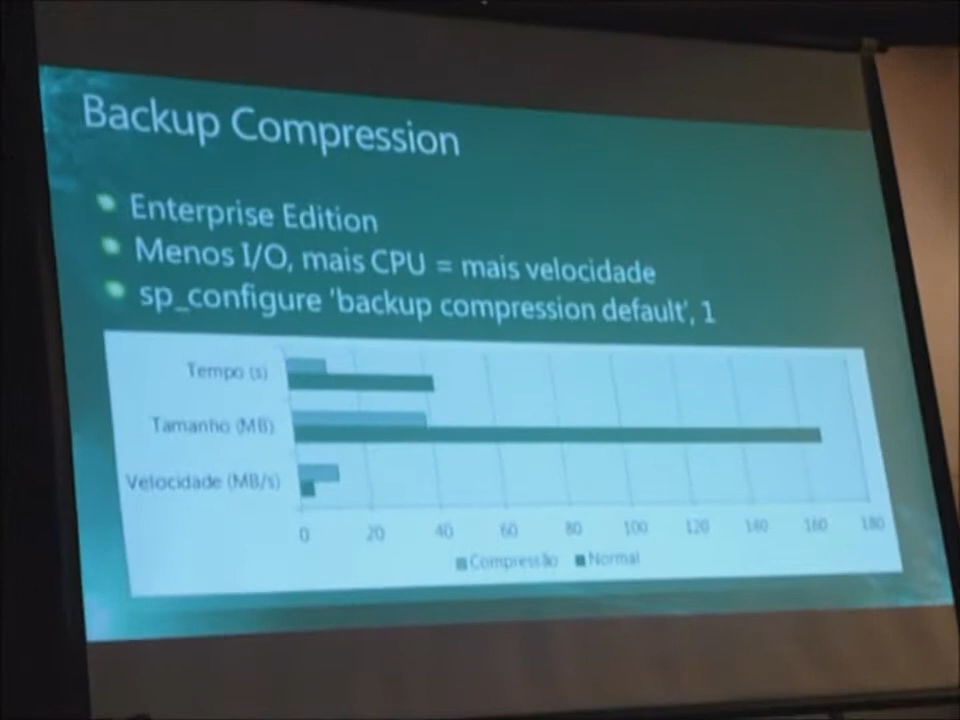 Backup Compression
Enterprise Edition
Menos I/O, mais CPU = mais velocidade
sp_configure 'backup compression default', 1
Tempo (s)
Tamanho (MB)
Velocidade (MB/s)
0 20 40 60 80 100 120 140 160 180
Compressão Normal